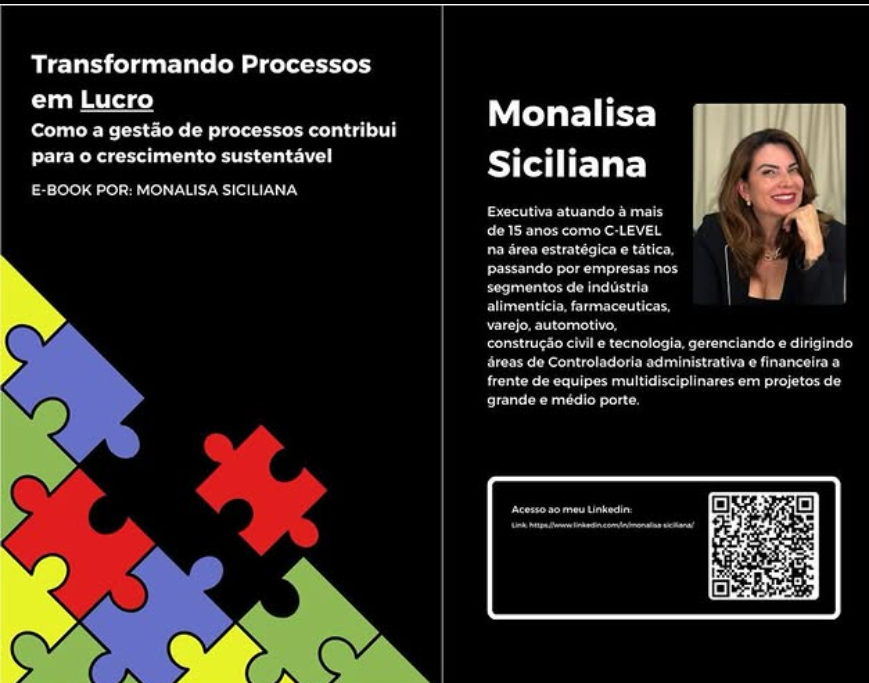 Transformando Processos
em Lucro
Como a gestão de processos contribui
para o crescimento sustentável
E-BOOK POR: MONALISA SICILIANA
Monalisa
Siciliana
Executiva atuando à mais
de 15 anos como C-LEVEL
na área estratégica e tática,
passando por empresas nos
segmentos de indústria
alimentícia, farmaceuticas,
varejo, automotivo,
construção civil e tecnologia, gerenciando e dirigindo
áreas de Controladoria administrativa e financeira a
frente de equipes multidisciplinares em projetos de
grande e médio porte.
Acesso ao meu Linkedin:
Link: https://www.linkedin.com/in/monalisa-siciliana/